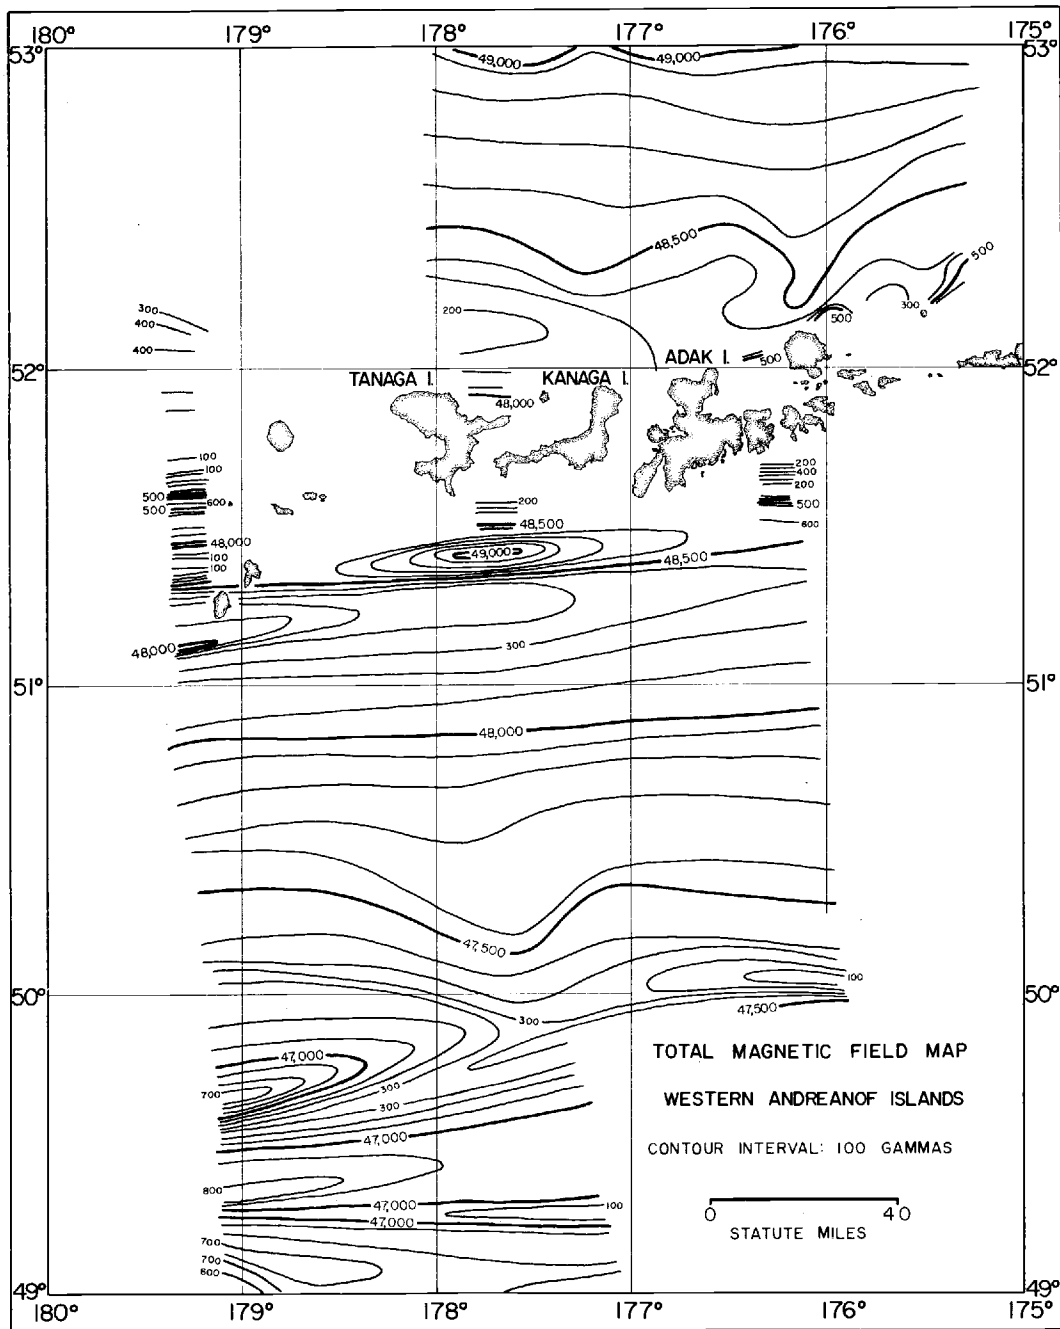 180° 179° 178° 177° 176° 175°
53° 53°
49,000 49,000
48,500
500
300 200 300
400 500
400 500
52° ADAK I. 52°
TANAGA I. KANAGA I.
48,000
100 200
100 400
200
500 600 200 500
500 48,500 600
48,000 49,000
100 48,500
100
48,000 300
51° 51°
48,000
47,500
100
50° 50°
300 47,500
47,000 TOTAL MAGNETIC FIELD MAP
700 300
300 WESTERN ANDREANOF ISLANDS
47,000
CONTOUR INTERVAL: 100 GAMMAS
800
47,000 100 0 40
47,000
STATUTE MILES
700
700
600
49° 49°
180° 179° 178° 177° 176° 175°